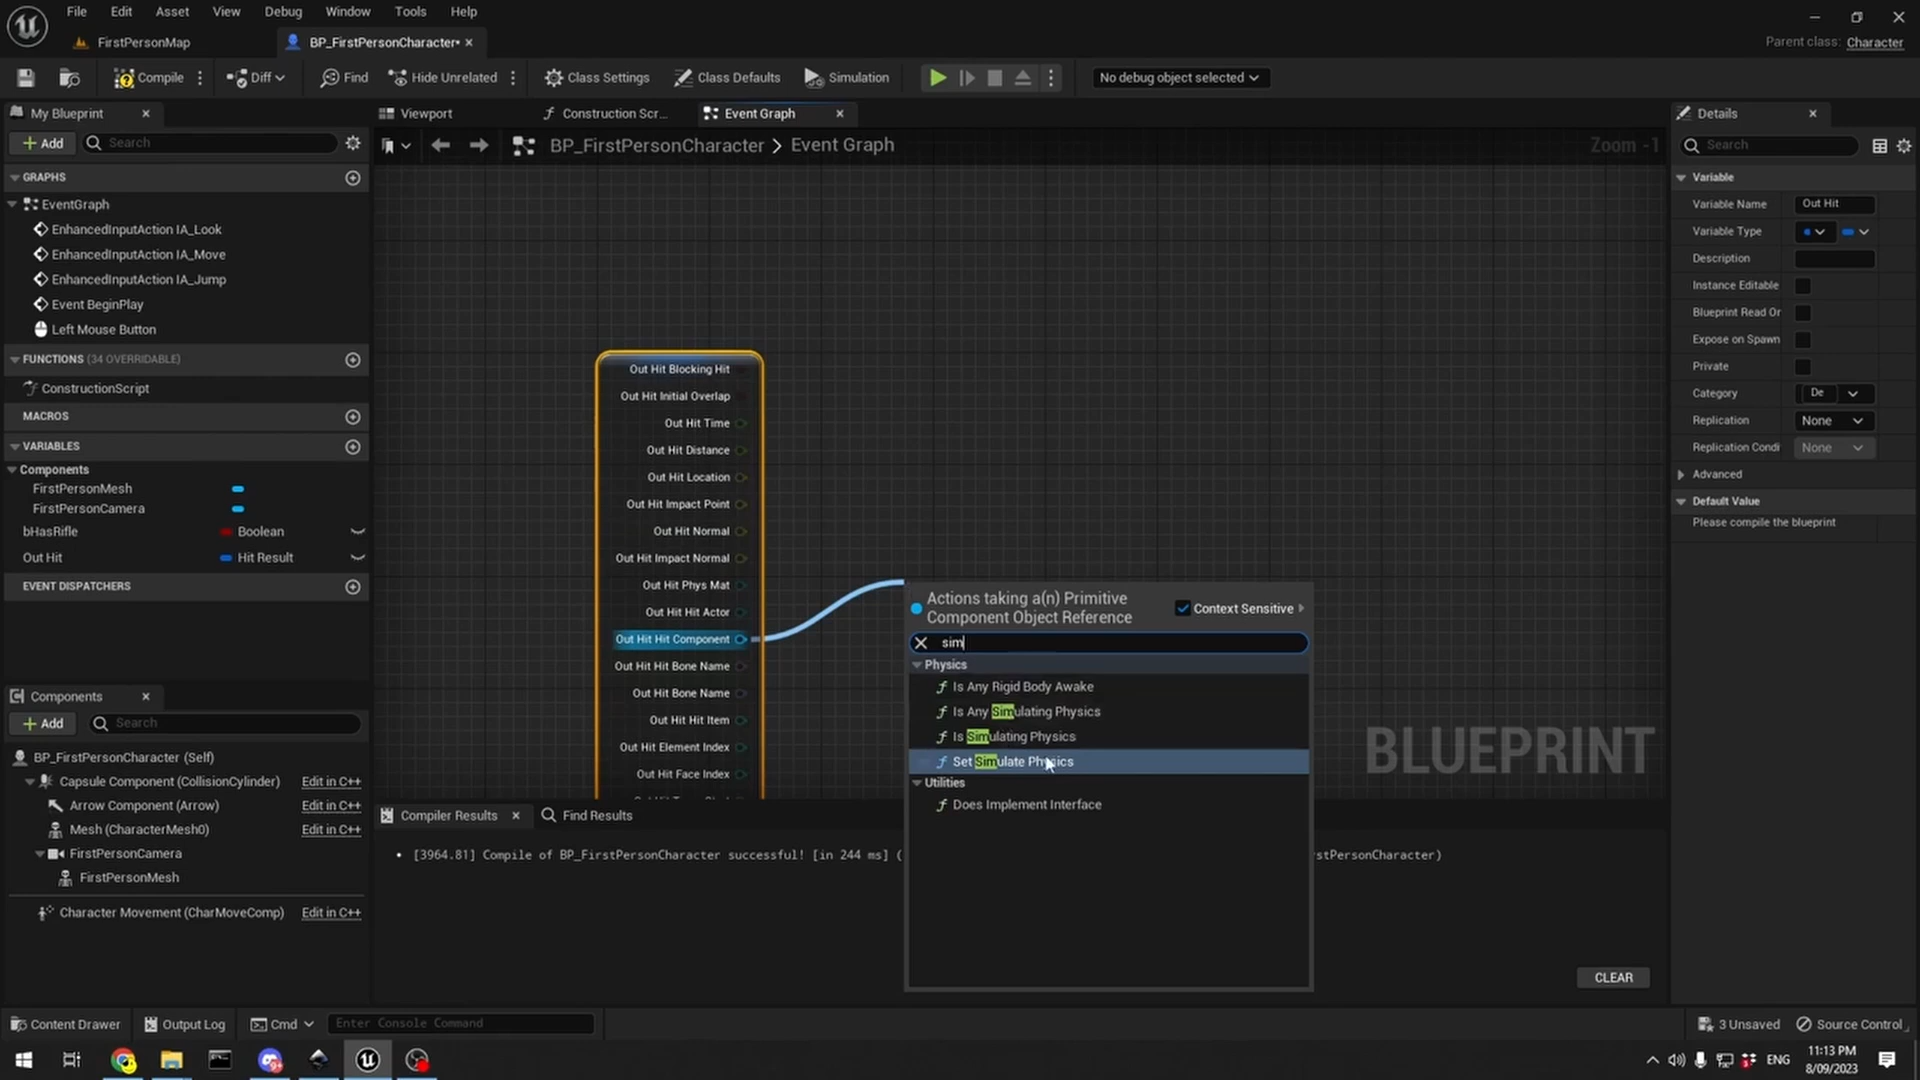 File Edit Asset View Debug Window Tools Help
FirstPersonMap
BP_FirstPersonCharacter•
Parent class: Character
Compile
Diff
Find
Hide Unrelated
Class Settings
Class Defaults
Simulation
No debug object selected
My Blueprint
Add
Search
GRAPHS
EventGraph
EnhancedInputAction IA_Look
EnhancedInputAction IA_Move
EnhancedInputAction IA_Jump
Event BeginPlay
Left Mouse Button
FUNCTIONS (34 OVERRIDABLE)
ConstructionScript
MACROS
VARIABLES
Components
FirstPersonMesh
FirstPersonCamera
bHasRifle Boolean
Out Hit Hit Result
EVENT DISPATCHERS
Components
Add
Search
BP_FirstPersonCharacter (Self)
Capsule Component (CollisionCylinder) Edit in C++
Arrow Component (Arrow) Edit in C++
Mesh (CharacterMesh0) Edit in C++
FirstPersonCamera
FirstPersonMesh
Character Movement (CharMoveComp) Edit in C++
Viewport
Construction Scr...
Event Graph
BP_FirstPersonCharacter > Event Graph
Zoom -1
Out Hit Blocking Hit
Out Hit Initial Overlap
Out Hit Time
Out Hit Distance
Out Hit Location
Out Hit Impact Point
Out Hit Normal
Out Hit Impact Normal
Out Hit Phys Mat
Out Hit Hit Actor
Out Hit Hit Component
Out Hit Hit Bone Name
Out Hit Bone Name
Out Hit Hit Item
Out Hit Element Index
Out Hit Face Index
Actions taking a(n) Primitive
Component Object Reference
Context Sensitive
sim
Physics
Is Any Rigid Body Awake
Is Any Simulating Physics
Is Simulating Physics
Set Simulate Physics
Utilities
Does Implement Interface
BLUEPRINT
Compiler Results
Find Results
[3964.81] Compile of BP_FirstPersonCharacter successful! [in 244 ms] (
rstPersonCharacter)
CLEAR
Details
Search
Variable
Variable Name Out Hit
Variable Type
Description
Instance Editable
Blueprint Read Or
Expose on Spawn
Private
Category De
Replication None
Replication Condi None
Advanced
Default Value
Please compile the blueprint
Content Drawer
Output Log
Cmd
Enter Console Command
3 Unsaved
Source Control
ENG
11:13 PM
8/09/2023